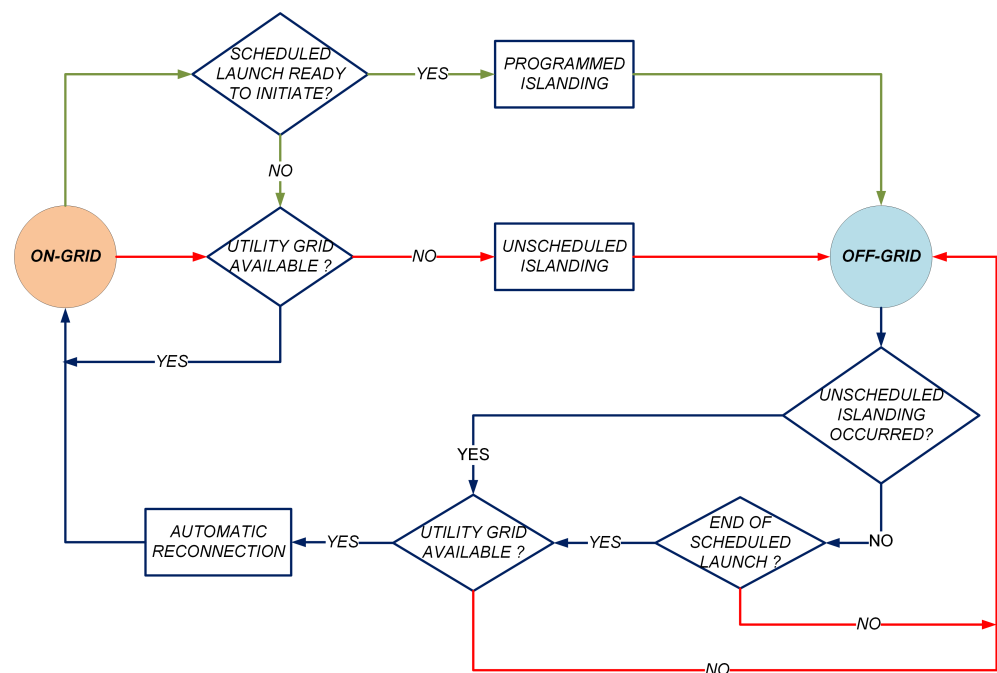 SCHEDULED
LAUNCH READY
TO INITIATE?
YES
PROGRAMMED
ISLANDING
NO
ON-GRID
UTILITY GRID
AVAILABLE ?
NO
UNSCHEDULED
ISLANDING
OFF-GRID
YES
UNSCHEDULED
ISLANDING
OCCURRED?
YES
NO
END OF
SCHEDULED
LAUNCH ?
YES
UTILITY GRID
AVAILABLE ?
YES
AUTOMATIC
RECONNECTION
NO
NO